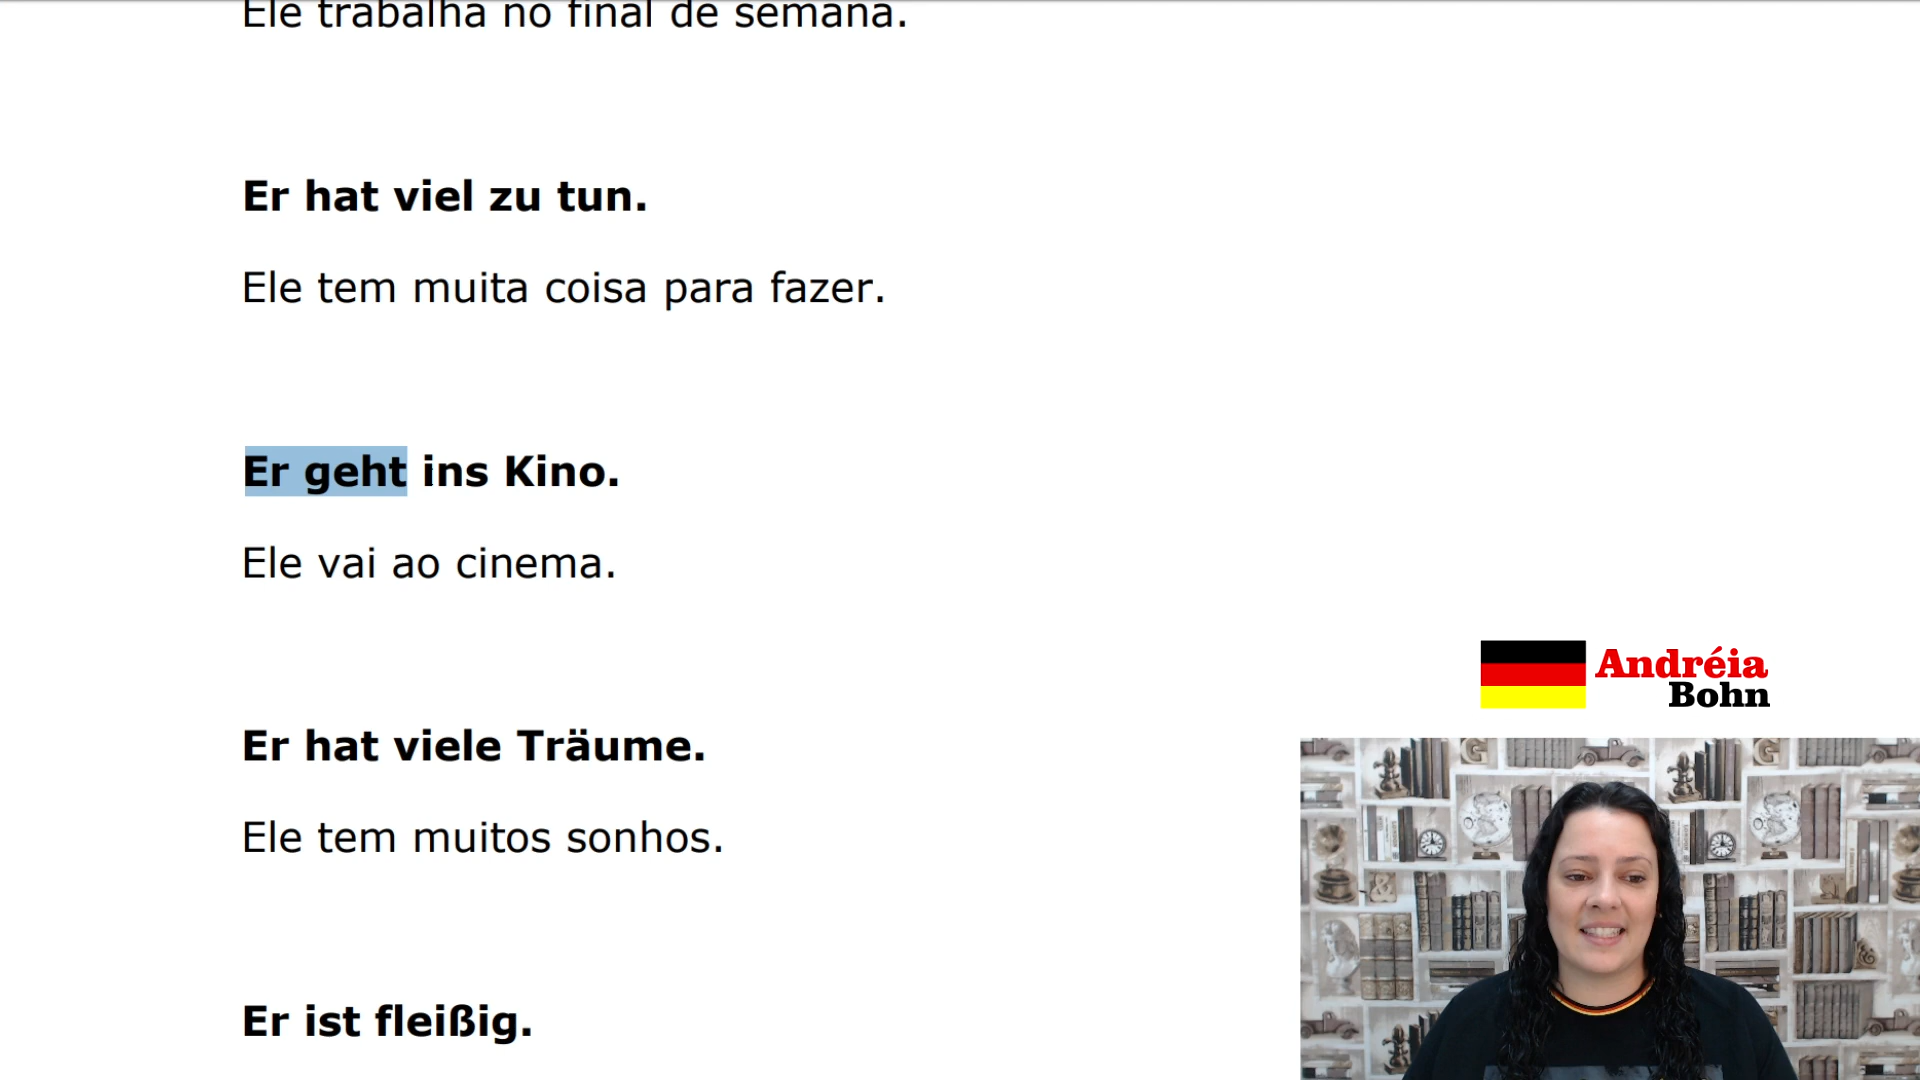 Ele trabalha no final de semana.
Er hat viel zu tun.
Ele tem muita coisa para fazer.
Er geht ins Kino.
Ele vai ao cinema.
Er hat viele Träume.
Ele tem muitos sonhos.
Er ist fleißig.
Andréia
Bohn